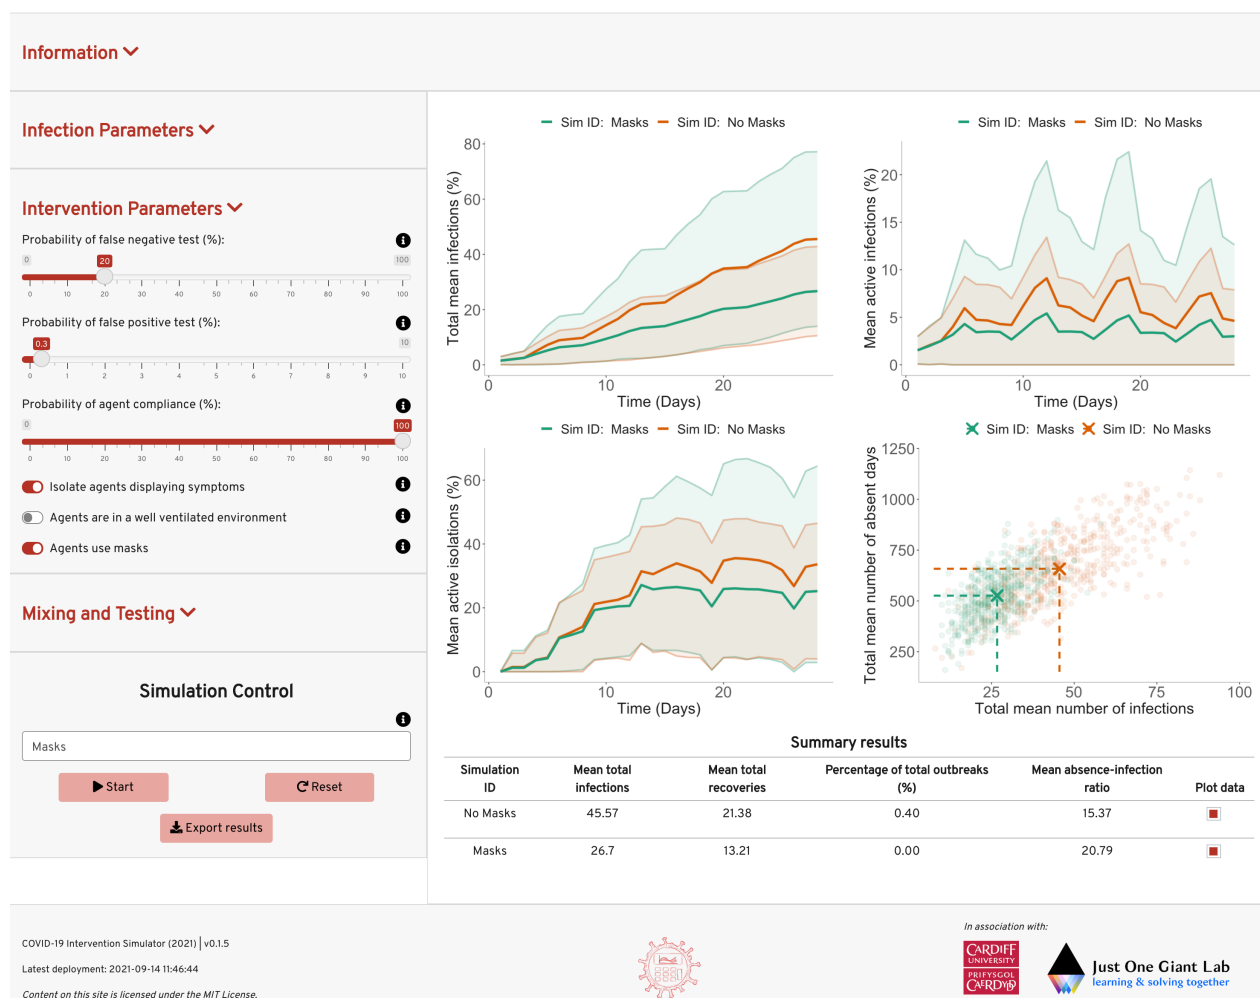 Information
Infection Parameters
Intervention Parameters
Probability of false negative test (%):
0 20 100
0 10 20 30 40 50 60 70 80 90 100
Probability of false positive test (%):
0.3 10
0 1 2 3 4 5 6 7 8 9 10
Probability of agent compliance (%):
0 100
0 10 20 30 40 50 60 70 80 90 100
Isolate agents displaying symptoms
Agents are in a well ventilated environment
Agents use masks
Mixing and Testing
Simulation Control
Masks
Start
Reset
Export results
Sim ID: Masks Sim ID: No Masks
Total mean infections (%)
80
60
40
20
0
0 10 20
Time (Days)
Sim ID: Masks Sim ID: No Masks
Mean active infections (%)
20
15
10
5
0
0 10 20
Time (Days)
Sim ID: Masks Sim ID: No Masks
Mean active isolations (%)
60
40
20
0
0 10 20
Time (Days)
Sim ID: Masks Sim ID: No Masks
Total mean number of absent days
1250
1000
750
500
250
25 50 75 100
Total mean number of infections
Summary results
Simulation ID Mean total infections Mean total recoveries Percentage of total outbreaks (%) Mean absence-infection ratio Plot data
No Masks 45.57 21.38 0.40 15.37
Masks 26.7 13.21 0.00 20.79
COVID-19 Intervention Simulator (2021) | v0.1.5
Latest deployment: 2021-09-14 11:46:44
Content on this site is licensed under the MIT License.
In association with:
CARDIFF
UNIVERSITY
PRIFYSGOL
CAERDYDD
Just One Giant Lab
learning & solving together